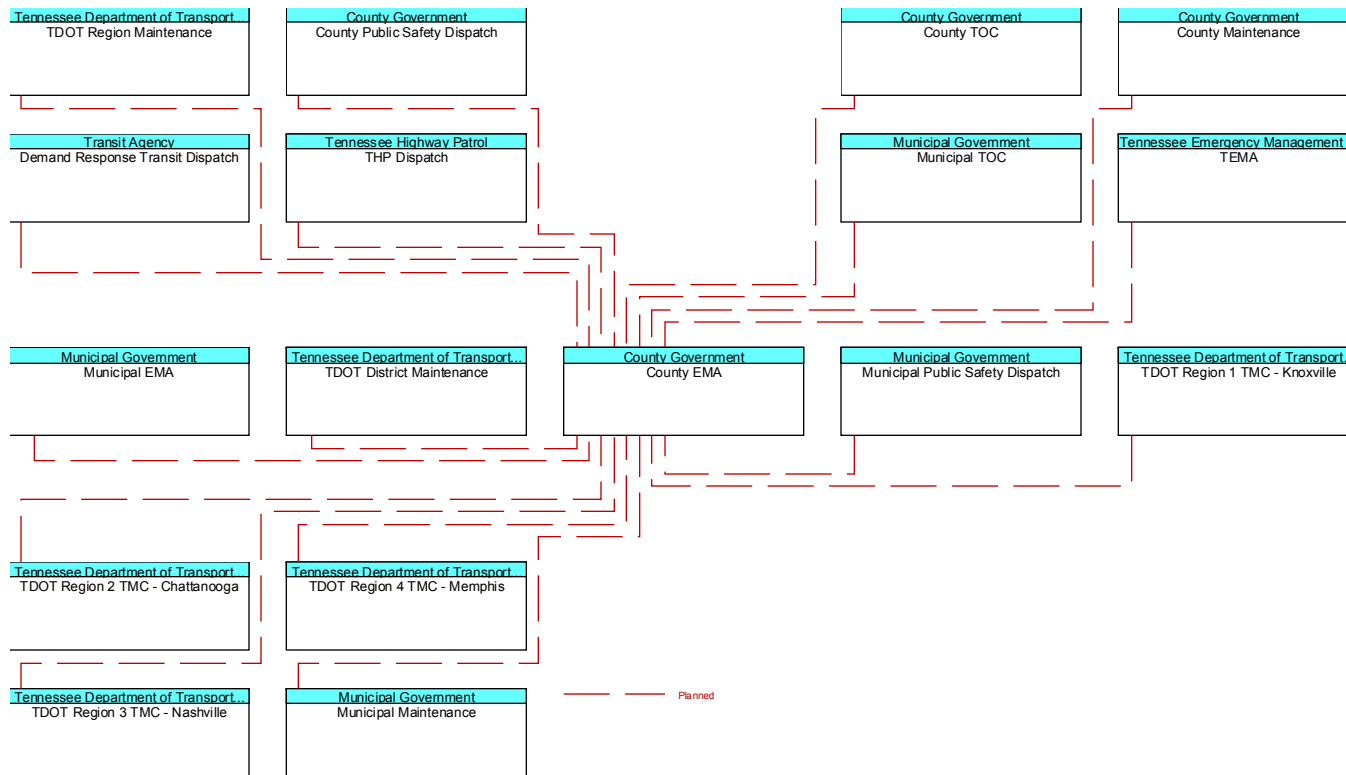 Tennessee Department of Transport...
TDOT Region Maintenance
County Government
County Public Safety Dispatch
County Government
County TOC
County Government
County Maintenance
Transit Agency
Demand Response Transit Dispatch
Tennessee Highway Patrol
THP Dispatch
Municipal Government
Municipal TOC
Tennessee Emergency Management
TEMA
Municipal Government
Municipal EMA
Tennessee Department of Transport...
TDOT District Maintenance
County Government
County EMA
Municipal Government
Municipal Public Safety Dispatch
Tennessee Department of Transport...
TDOT Region 1 TMC - Knoxville
Tennessee Department of Transport...
TDOT Region 2 TMC - Chattanooga
Tennessee Department of Transport...
TDOT Region 4 TMC - Memphis
Tennessee Department of Transport...
TDOT Region 3 TMC - Nashville
Municipal Government
Municipal Maintenance
Planned